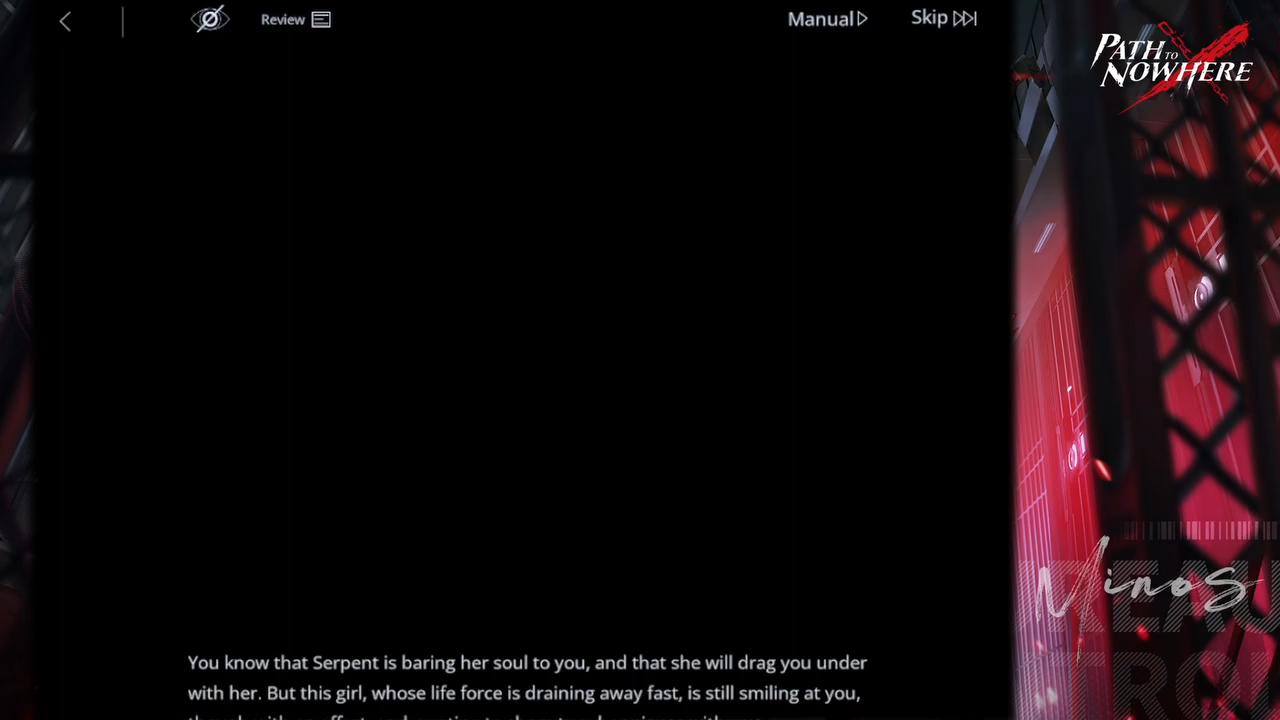 Review
Manual
Skip
PATH TO
NOWHERE
Minos
You know that Serpent is baring her soul to you, and that she will drag you under
with her. But this girl, whose life force is draining away fast, is still smiling at you,